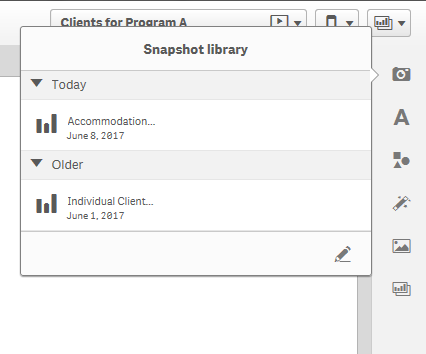 Clients for Program A
Snapshot library
Today
Accommodation...
June 8, 2017
Older
Individual Client...
June 1, 2017
A